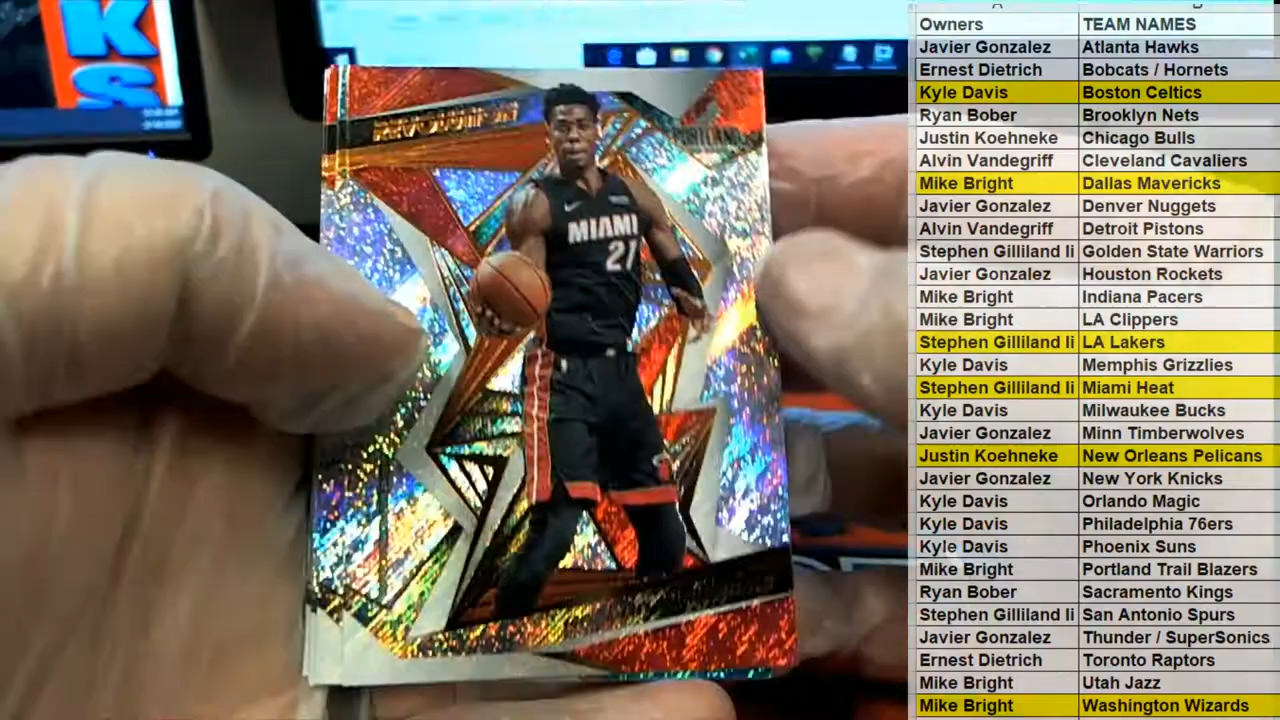 KS
REVOLUTION
PORTLAND
MIAMI
21
Owners TEAM NAMES
Javier Gonzalez Atlanta Hawks
Ernest Dietrich Bobcats / Hornets
Kyle Davis Boston Celtics
Ryan Bober Brooklyn Nets
Justin Koehneke Chicago Bulls
Alvin Vandegriff Cleveland Cavaliers
Mike Bright Dallas Mavericks
Javier Gonzalez Denver Nuggets
Alvin Vandegriff Detroit Pistons
Stephen Gilliland Ii Golden State Warriors
Javier Gonzalez Houston Rockets
Mike Bright Indiana Pacers
Mike Bright LA Clippers
Stephen Gilliland Ii LA Lakers
Kyle Davis Memphis Grizzlies
Stephen Gilliland Ii Miami Heat
Kyle Davis Milwaukee Bucks
Javier Gonzalez Minn Timberwolves
Justin Koehneke New Orleans Pelicans
Javier Gonzalez New York Knicks
Kyle Davis Orlando Magic
Kyle Davis Philadelphia 76ers
Kyle Davis Phoenix Suns
Mike Bright Portland Trail Blazers
Ryan Bober Sacramento Kings
Stephen Gilliland Ii San Antonio Spurs
Javier Gonzalez Thunder / SuperSonics
Ernest Dietrich Toronto Raptors
Mike Bright Utah Jazz
Mike Bright Washington Wizards